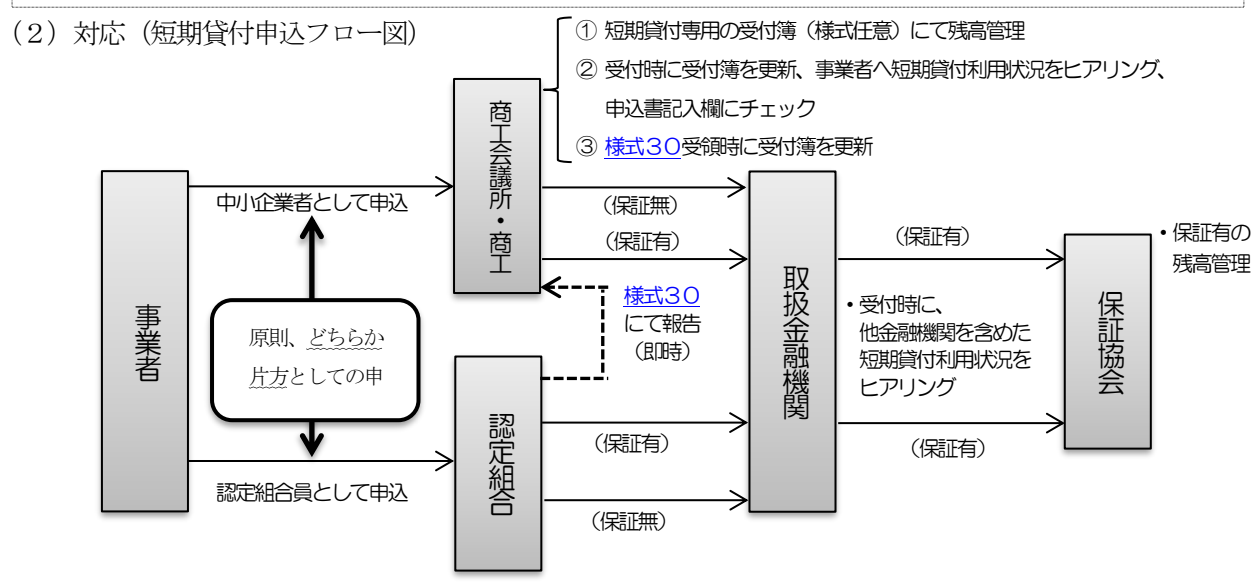 （２）対応（短期貸付申込フロー図）
① 短期貸付専用の受付簿（様式任意）にて残高管理
② 受付時に受付簿を更新、事業者へ短期貸付利用状況をヒアリング、
申込書記入欄にチェック
③ 様式３０受領時に受付簿を更新
事業者
中小企業者として申込
原則、どちらか
片方としての申
認定組合員として申込
商工会議所・商工
認定組合
（保証無）
（保証有）
様式３０
にて報告
（即時）
（保証有）
（保証無）
取扱金融機関
（保証有）
・受付時に、
他金融機関を含めた
短期貸付利用状況を
ヒアリング
（保証有）
保証協会
・保証有の
残高管理